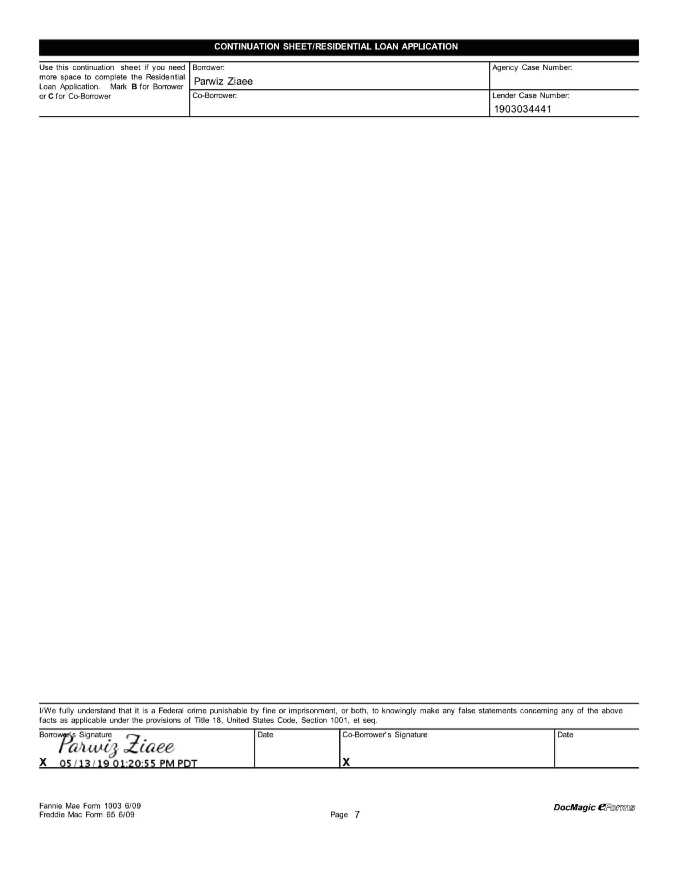 CONTINUATION SHEET/RESIDENTIAL LOAN APPLICATION
Use this continuation sheet if you need
more space to complete the Residential
Loan Application. Mark B for Borrower
or C for Co-Borrower
Borrower:
Parwiz Ziaee
Co-Borrower:
Agency Case Number:
Lender Case Number:
1903034441
I/We fully understand that it is a Federal crime punishable by fine or imprisonment, or both, to knowingly make any false statements concerning any of the above
facts as applicable under the provisions of Title 18, United States Code, Section 1001, et seq.
Borrower's Signature
Parwiz Ziaee
X 05/13/19 01:20:55 PM PDT
Date
Co-Borrower's Signature
X
Date
Fannie Mae Form 1003 6/09
Freddie Mac Form 65 6/09
Page 7
DocMagic eForms